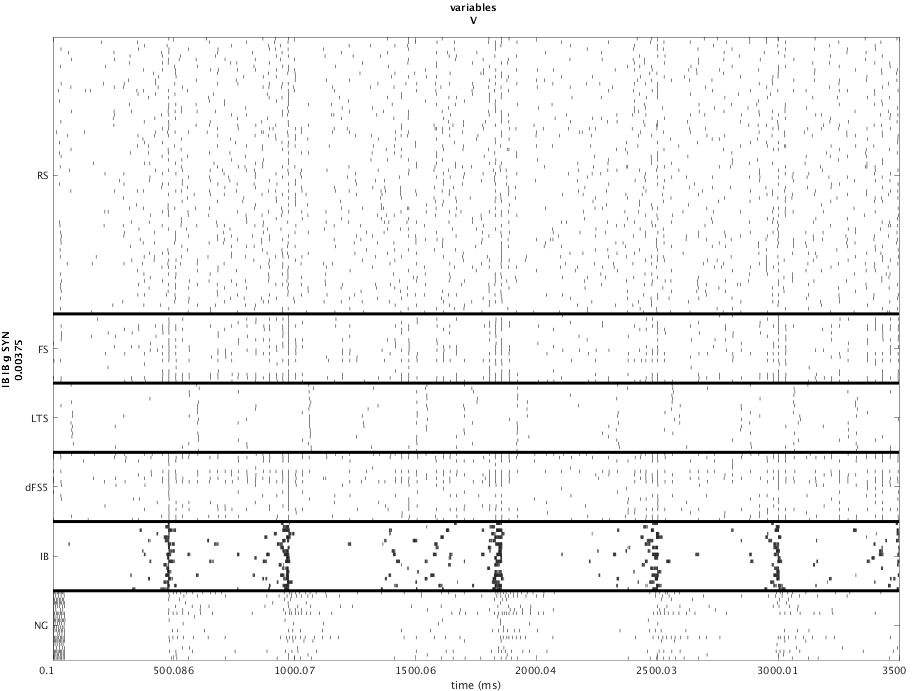 variables
V
RS
FS
LTS
dFS5
IB
NG
IB IB g SYN
0.00375
0.1 500.086 1000.07 1500.06 2000.04 2500.03 3000.01 3500
time (ms)